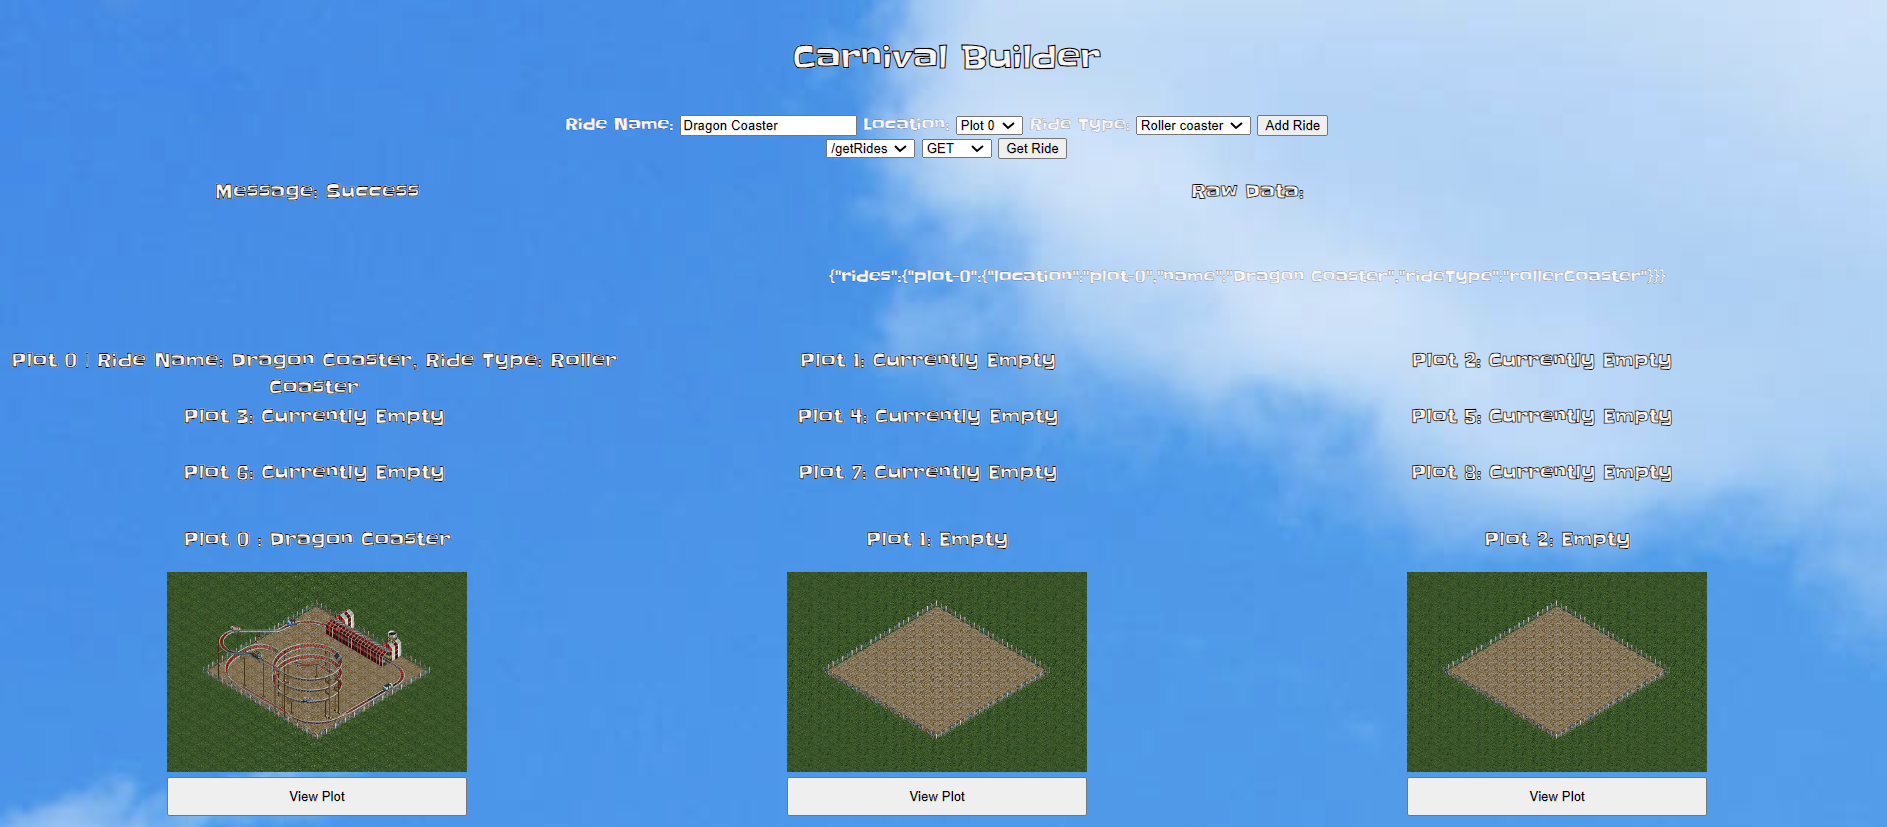 Carnival Builder
Ride Name: Dragon Coaster Location: Plot 0 Ride Type: Roller coaster Add Ride
/getRides GET Get Ride
Message: Success
Raw Data:
{"rides":{"plot-0":{"location":"plot-0","name":"Dragon Coaster","rideType":"rollerCoaster"}}}
Plot 0 | Ride Name: Dragon Coaster, Ride Type: Roller Coaster
Plot 1: Currently Empty
Plot 2: Currently Empty
Plot 3: Currently Empty
Plot 4: Currently Empty
Plot 5: Currently Empty
Plot 6: Currently Empty
Plot 7: Currently Empty
Plot 8: Currently Empty
Plot 0 : Dragon Coaster
Plot 1: Empty
Plot 2: Empty
View Plot
View Plot
View Plot